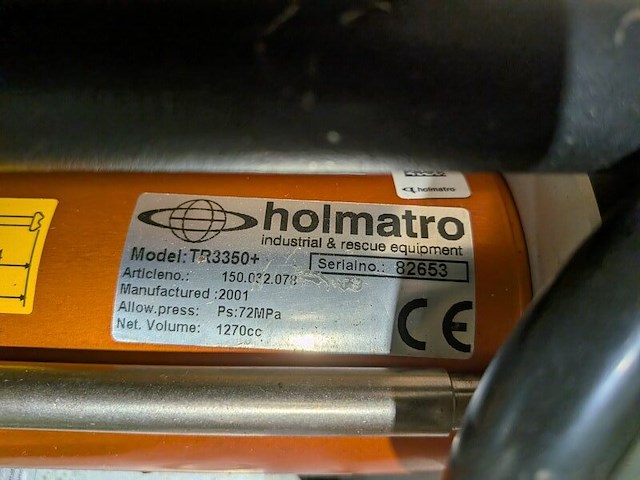 holmatro
holmatro
industrial & rescue equipment
Model: TR3350+
Serialno.: 82653
Articleno.: 150.032.078
Manufactured :2001
Allow.press: Ps:72MPa
Net. Volume: 1270cc
CE